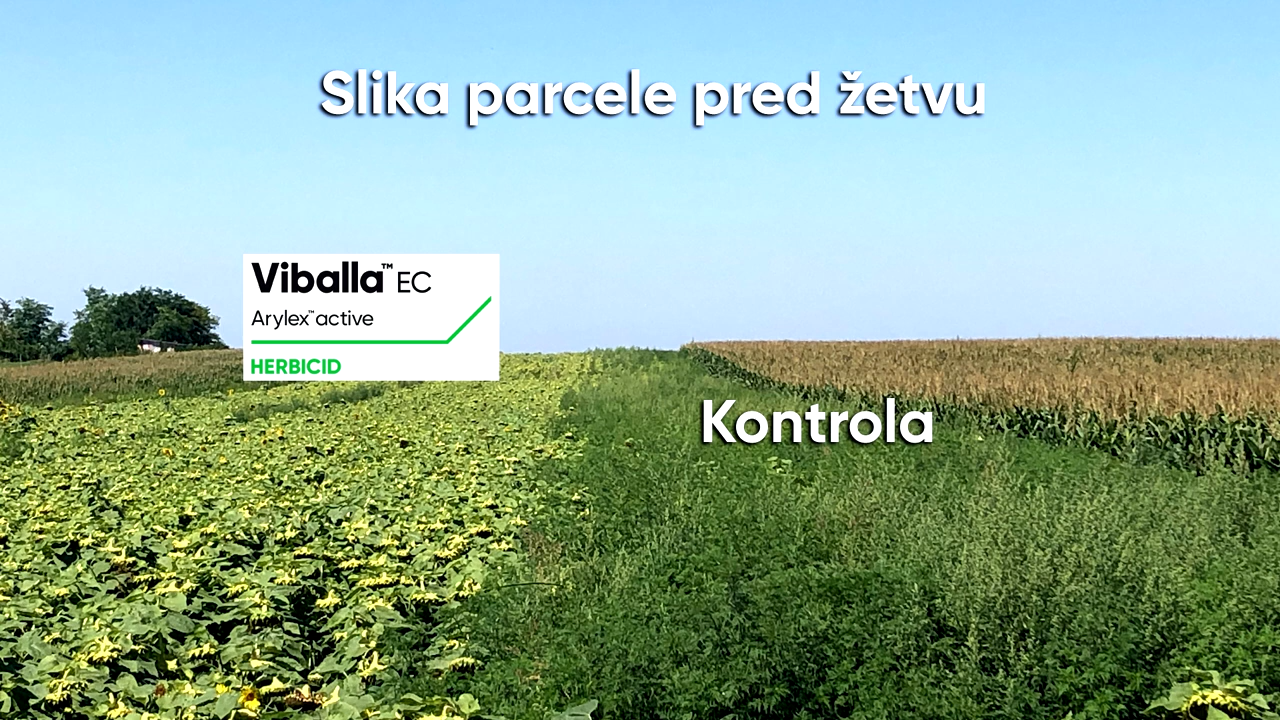 Slika parcele pred žetvu
Viballa™ EC
Arylex™ active
HERBICID
Kontrola